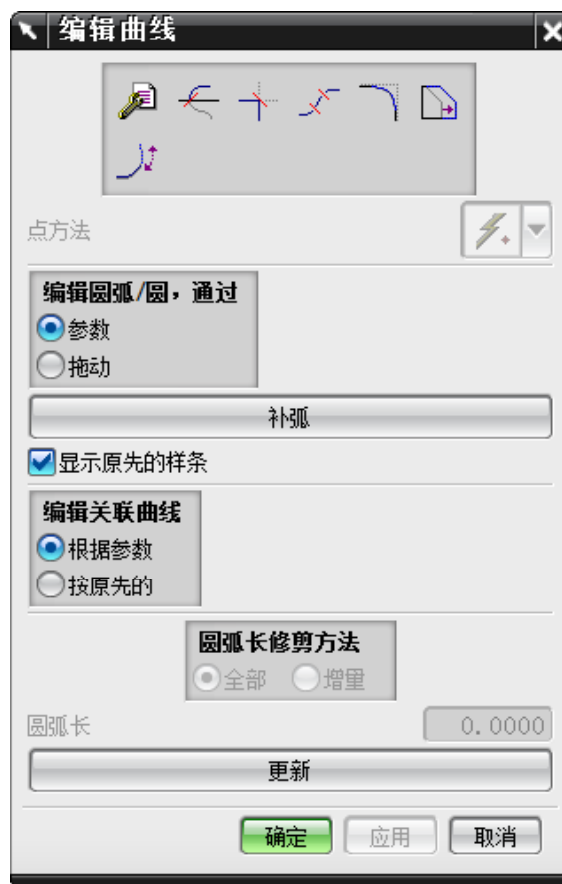 编辑曲线
点方法
编辑圆弧/圆，通过
参数
拖动
补弧
显示原先的样条
编辑关联曲线
根据参数
按原先的
圆弧长修剪方法
全部 增量
圆弧长 0.0000
更新
确定 应用 取消